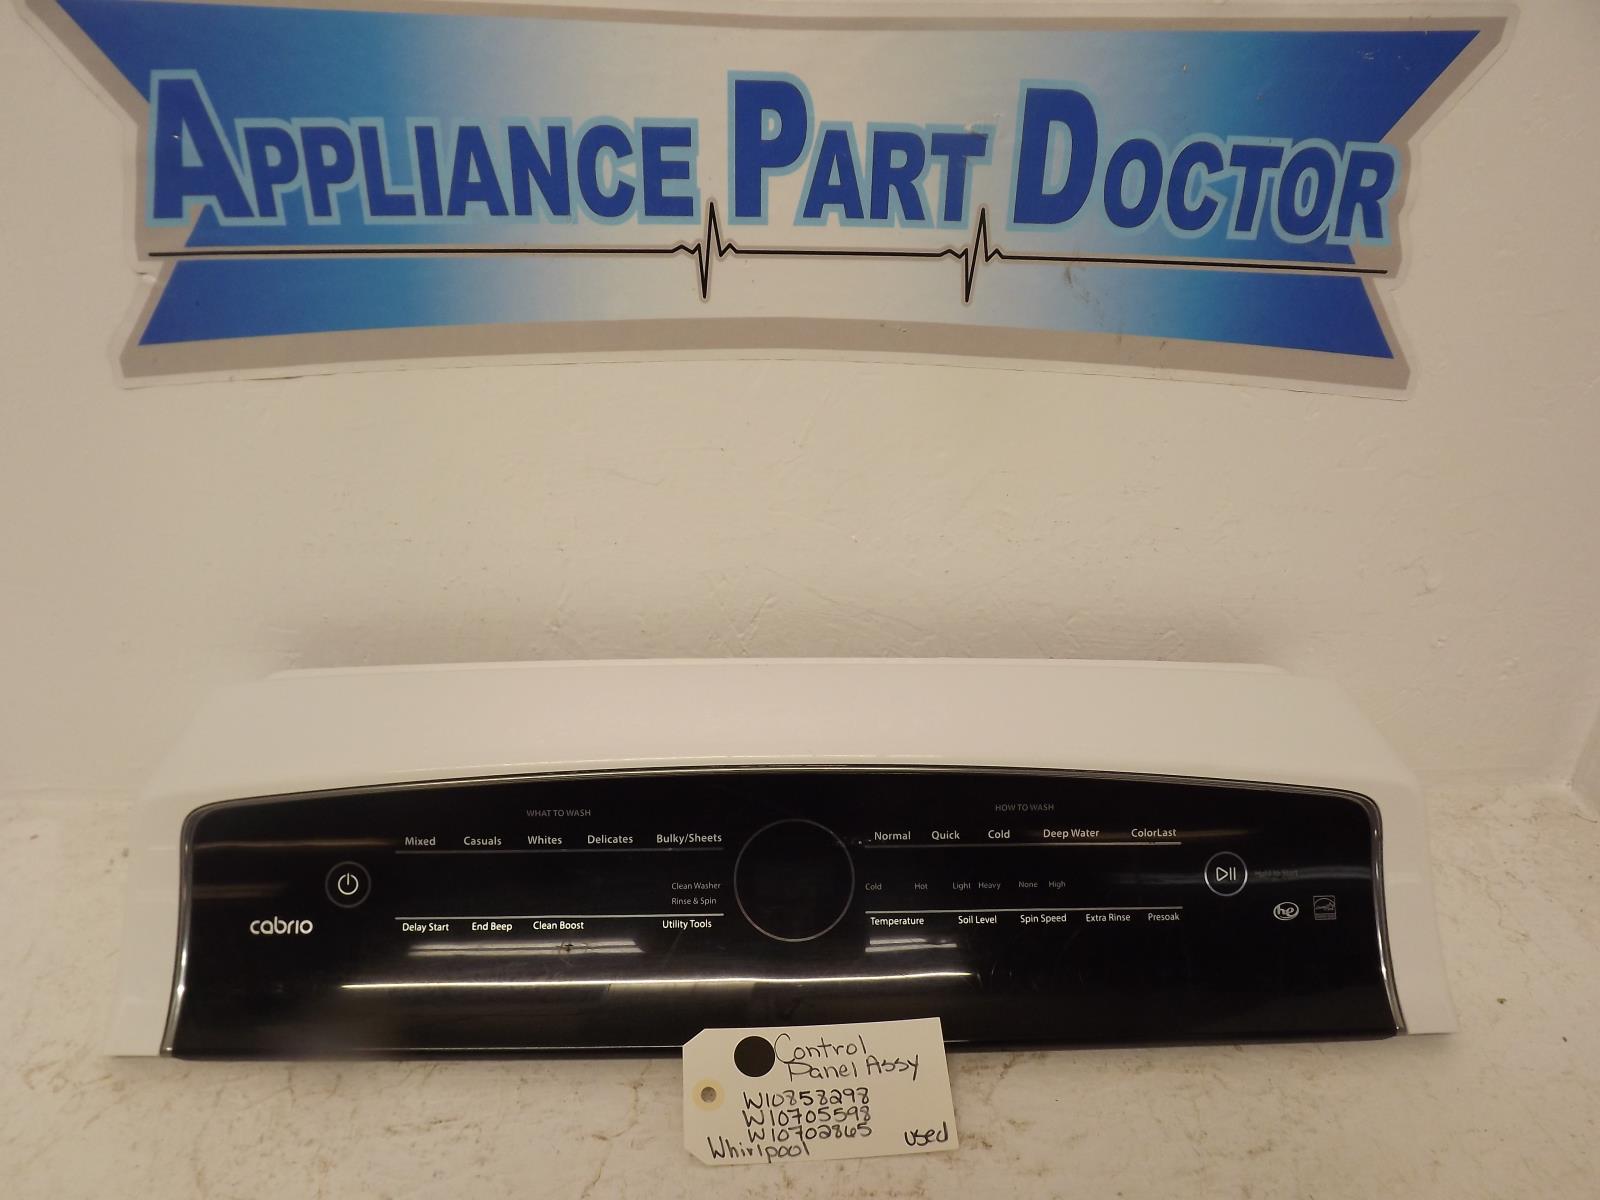 APPLIANCE PART DOCTOR
WHAT TO WASH
Mixed Casuals Whites Delicates Bulky/Sheets
Clean Washer
Rinse & Spin
Delay Start End Beep Clean Boost Utility Tools
cabrio
HOW TO WASH
Normal Quick Cold Deep Water ColorLast
Cold Hot Light Heavy None High
Temperature Soil Level Spin Speed Extra Rinse Presoak
Hold to Start
he
Control
Panel Assy
W10858298
W10705598
W10702865
Whirlpool used